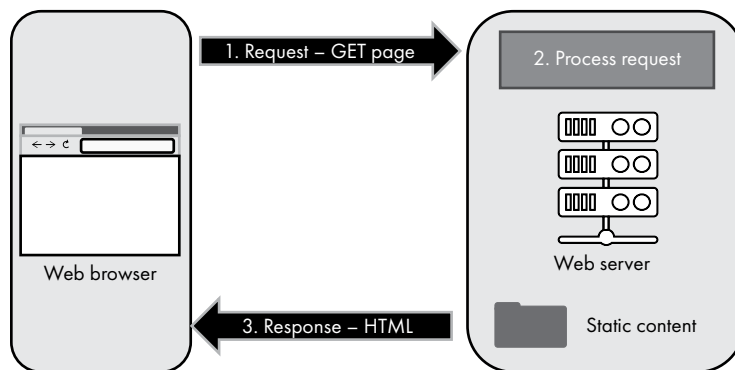 1. Request – GET page
2. Process request
Web browser
Web server
3. Response – HTML
Static content